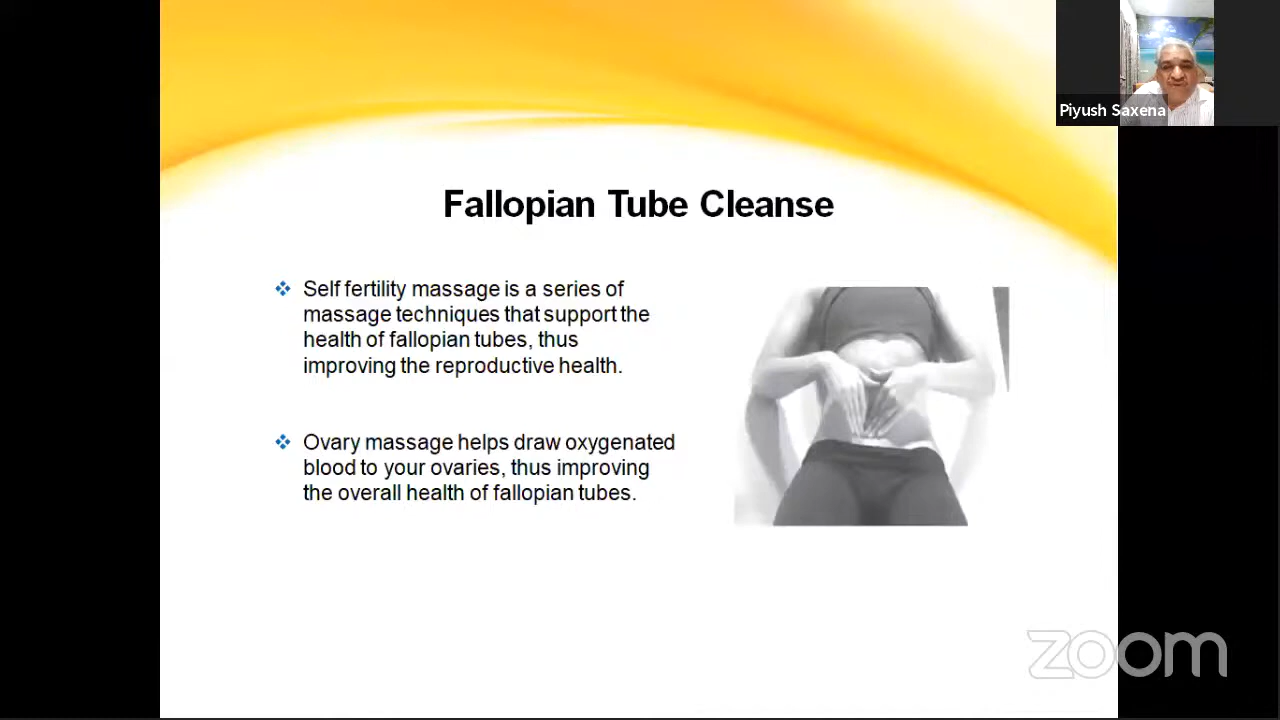 Piyush Saxena
Fallopian Tube Cleanse
Self fertility massage is a series of
massage techniques that support the
health of fallopian tubes, thus
improving the reproductive health.
Ovary massage helps draw oxygenated
blood to your ovaries, thus improving
the overall health of fallopian tubes.
zoom